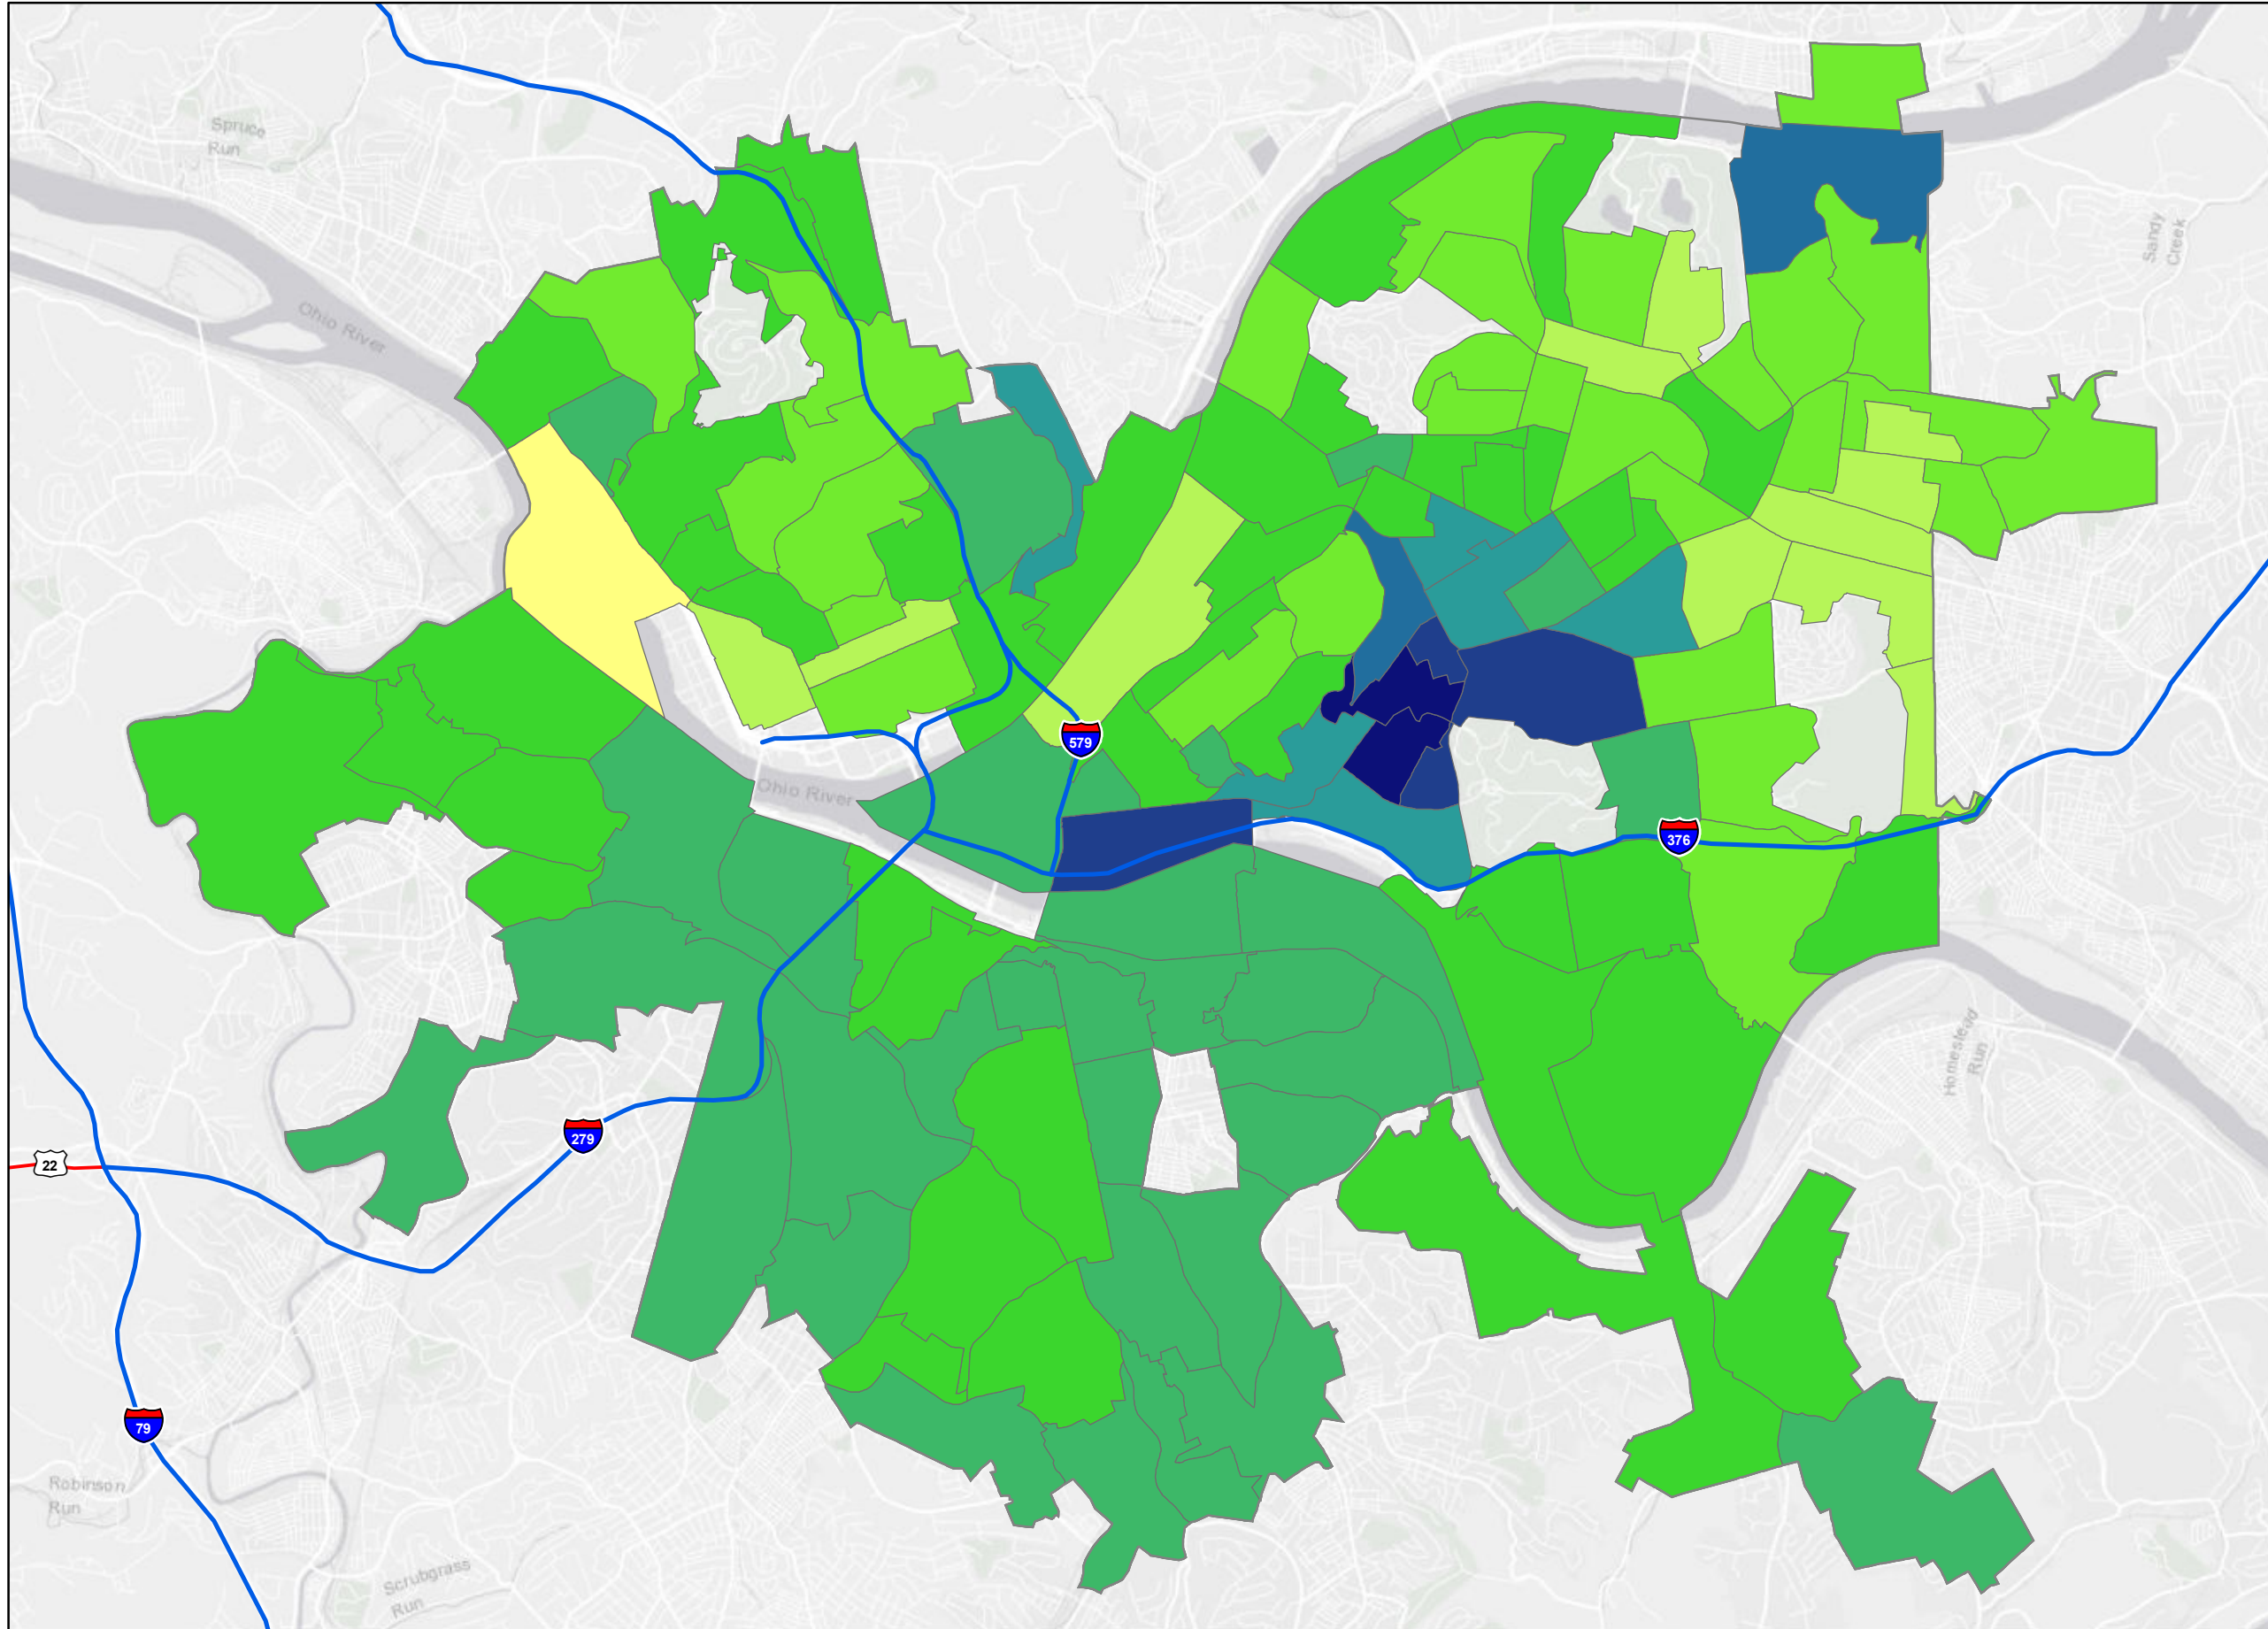 Spruce
Run
Sandy
Creek
Ohio River
579
Ohio River
376
Homestead
Run
279
22
79
Robinson
Run
Scrubgrass
Run